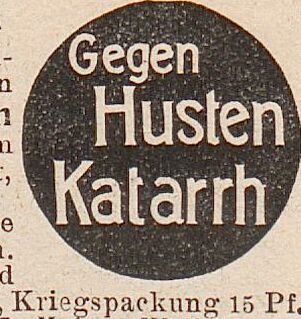 Gegen
Husten
Katarrh
n
n
e
d
, Kriegspackung 15 Pf.